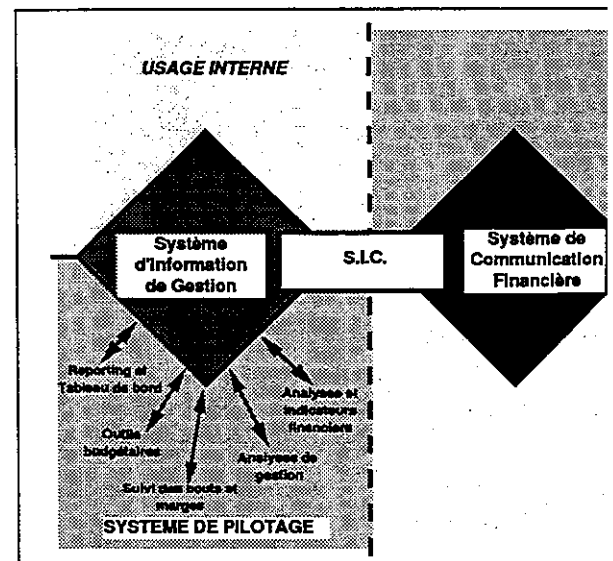 USAGE INTERNE
Système
d'Information
de Gestion
S.I.C.
Système de
Communication
Financière
Reporting et
Tableau de bord
Outils
budgétaires
Suivi des couts et
marges
Analyses de
gestion
Analyses et
indicateurs
financiers
SYSTEME DE PILOTAGE